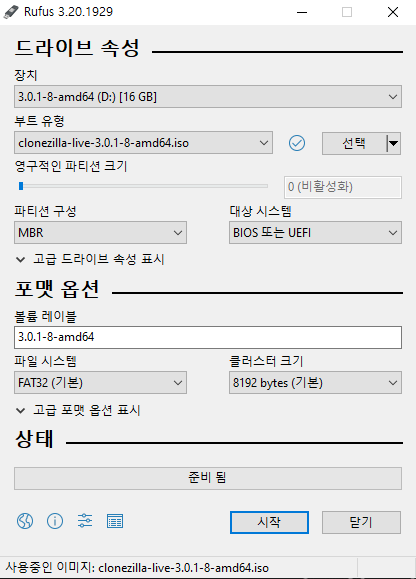 Rufus 3.20.1929
드라이브 속성
장치
3.0.1-8-amd64 (D:) [16 GB]
부트 유형
clonezilla-live-3.0.1-8-amd64.iso
선택
영구적인 파티션 크기
0 (비활성화)
파티션 구성
대상 시스템
MBR
BIOS 또는 UEFI
고급 드라이브 속성 표시
포맷 옵션
볼륨 레이블
3.0.1-8-amd64
파일 시스템
클러스터 크기
FAT32 (기본)
8192 bytes (기본)
고급 포맷 옵션 표시
상태
준비 됨
시작
닫기
사용중인 이미지: clonezilla-live-3.0.1-8-amd64.iso